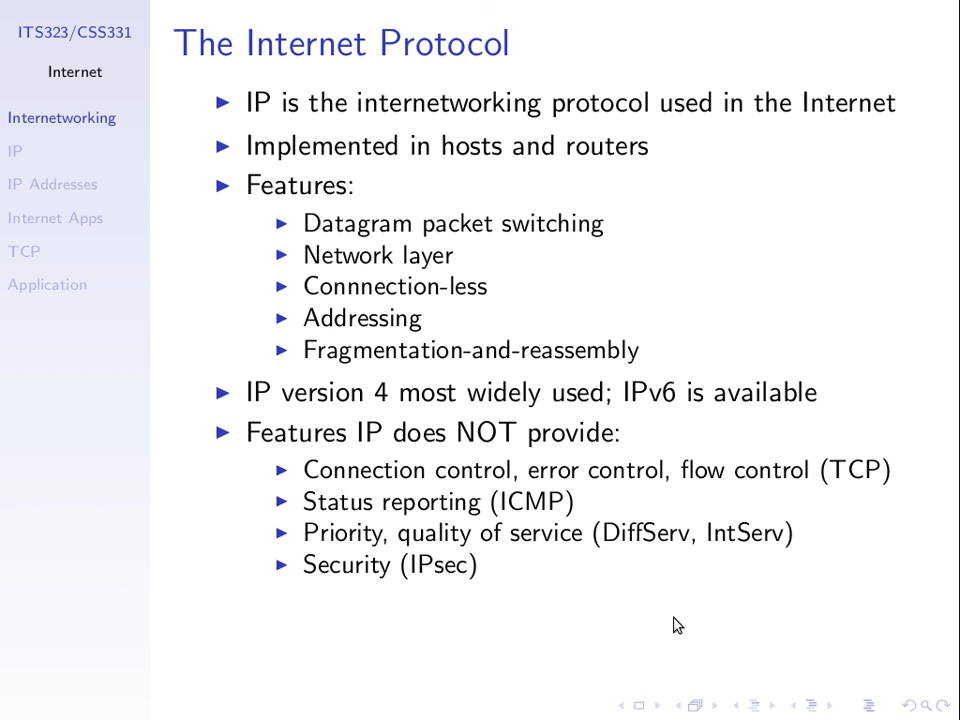 ITS323/CSS331
Internet
Internetworking
IP
IP Addresses
Internet Apps
TCP
Application
The Internet Protocol
IP is the internetworking protocol used in the Internet
Implemented in hosts and routers
Features:
Datagram packet switching
Network layer
Connnection-less
Addressing
Fragmentation-and-reassembly
IP version 4 most widely used; IPv6 is available
Features IP does NOT provide:
Connection control, error control, flow control (TCP)
Status reporting (ICMP)
Priority, quality of service (DiffServ, IntServ)
Security (IPsec)